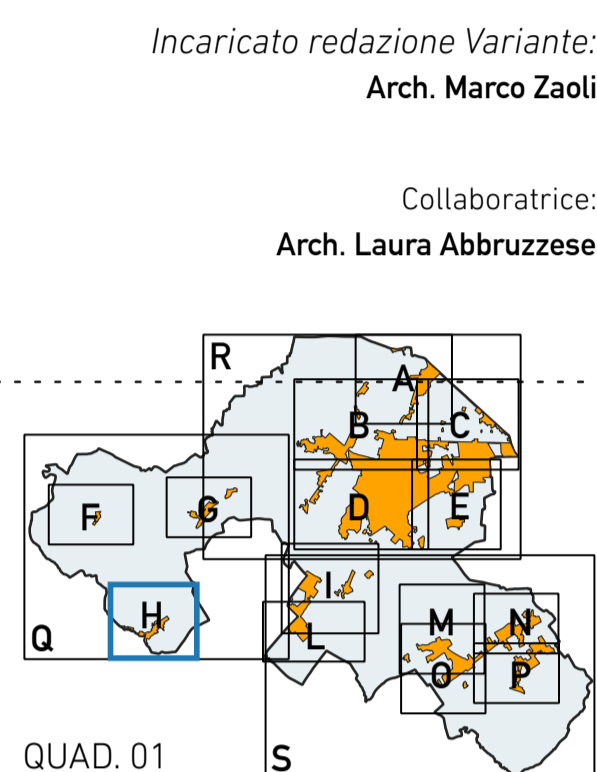 Incaricato redazione Variante:
Arch. Marco Zaoli
Collaboratrice:
Arch. Laura Abbruzzese
R
A
B
C
F
G
D
E
H
I
Q
L
M
N
O
P
QUAD. 01
S